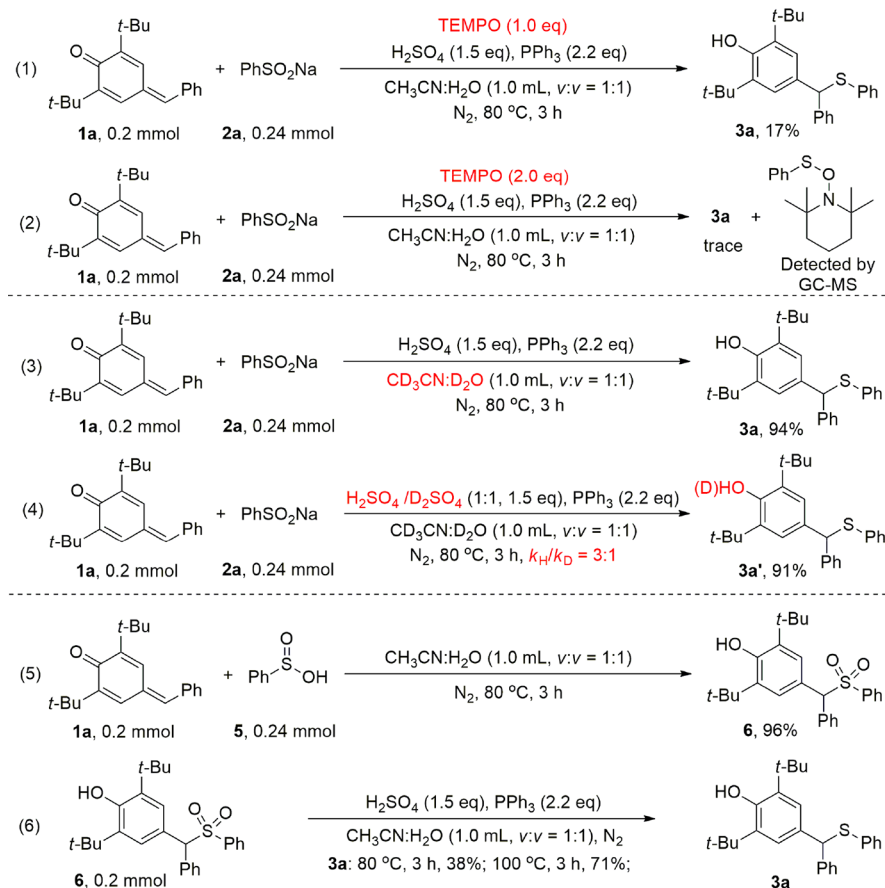 t-Bu
O
Ph
t-Bu
(1)
1a, 0.2 mmol
+
PhSO2Na
2a, 0.24 mmol
TEMPO (1.0 eq)
H2SO4 (1.5 eq), PPh3 (2.2 eq)
CH3CN:H2O (1.0 mL, v:v = 1:1)
N2, 80 °C, 3 h
t-Bu
HO
S
Ph
t-Bu
Ph
3a, 17%
t-Bu
O
Ph
t-Bu
(2)
1a, 0.2 mmol
+
PhSO2Na
2a, 0.24 mmol
TEMPO (2.0 eq)
H2SO4 (1.5 eq), PPh3 (2.2 eq)
CH3CN:H2O (1.0 mL, v:v = 1:1)
N2, 80 °C, 3 h
3a
trace
+
S
Ph
O
N
Detected by
GC-MS
t-Bu
O
Ph
t-Bu
(3)
1a, 0.2 mmol
+
PhSO2Na
2a, 0.24 mmol
H2SO4 (1.5 eq), PPh3 (2.2 eq)
CD3CN:D2O (1.0 mL, v:v = 1:1)
N2, 80 °C, 3 h
t-Bu
HO
S
Ph
t-Bu
Ph
3a, 94%
t-Bu
O
Ph
t-Bu
(4)
1a, 0.2 mmol
+
PhSO2Na
2a, 0.24 mmol
H2SO4 /D2SO4 (1:1, 1.5 eq), PPh3 (2.2 eq)
CD3CN:D2O (1.0 mL, v:v = 1:1)
N2, 80 °C, 3 h, kH/kD = 3:1
t-Bu
(D)HO
S
Ph
t-Bu
Ph
3a', 91%
t-Bu
O
Ph
t-Bu
(5)
1a, 0.2 mmol
+
O
S
Ph
OH
5, 0.24 mmol
CH3CN:H2O (1.0 mL, v:v = 1:1)
N2, 80 °C, 3 h
t-Bu
HO
O
O
S
Ph
t-Bu
Ph
6, 96%
t-Bu
HO
O
O
S
Ph
t-Bu
Ph
(6)
6, 0.2 mmol
H2SO4 (1.5 eq), PPh3 (2.2 eq)
CH3CN:H2O (1.0 mL, v:v = 1:1), N2
3a: 80 °C, 3 h, 38%; 100 °C, 3 h, 71%;
t-Bu
HO
S
Ph
t-Bu
Ph
3a